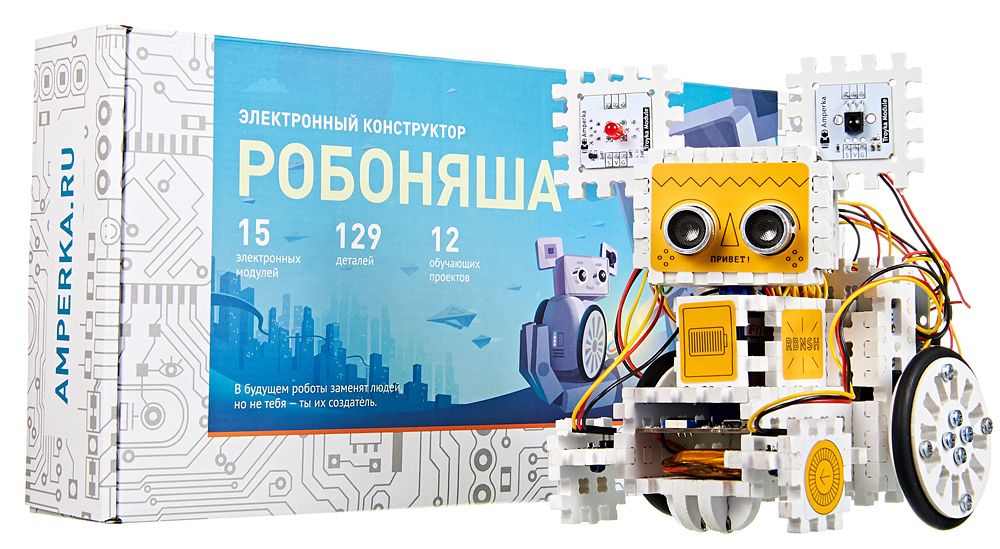 AMPERKA.RU
ЭЛЕКТРОННЫЙ КОНСТРУКТОР
РОБОНЯША
15
электронных
модулей
129
деталей
12
обучающих
проектов
В будущем роботы заменят людей,
но не тебя — ты их создатель.
Amperka
Troyka Module
S V G
Amperka
Troyka Module
S V G
ПРИВЕТ!